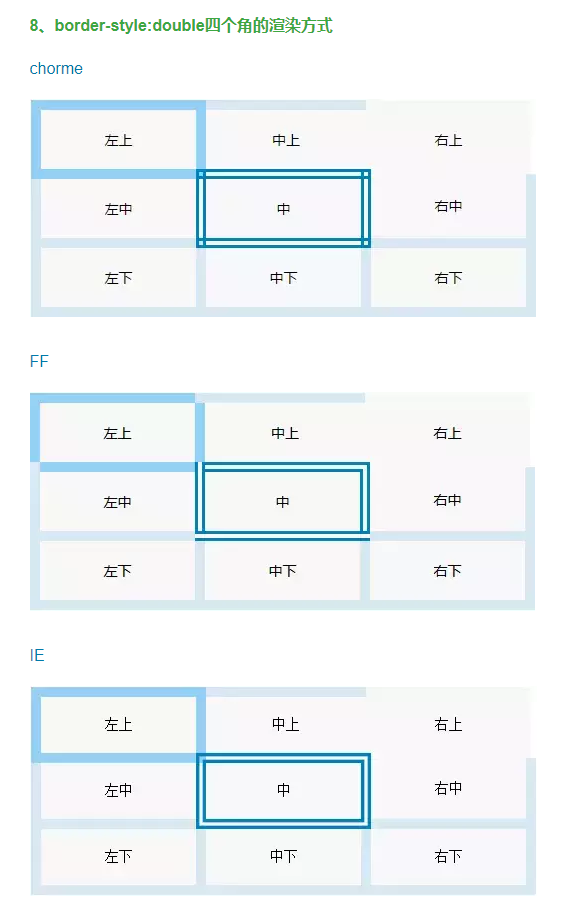 8、border-style:double四个角的渲染方式
chorme
左上 中上 右上
左中 中 右中
左下 中下 右下
FF
左上 中上 右上
左中 中 右中
左下 中下 右下
IE
左上 中上 右上
左中 中 右中
左下 中下 右下